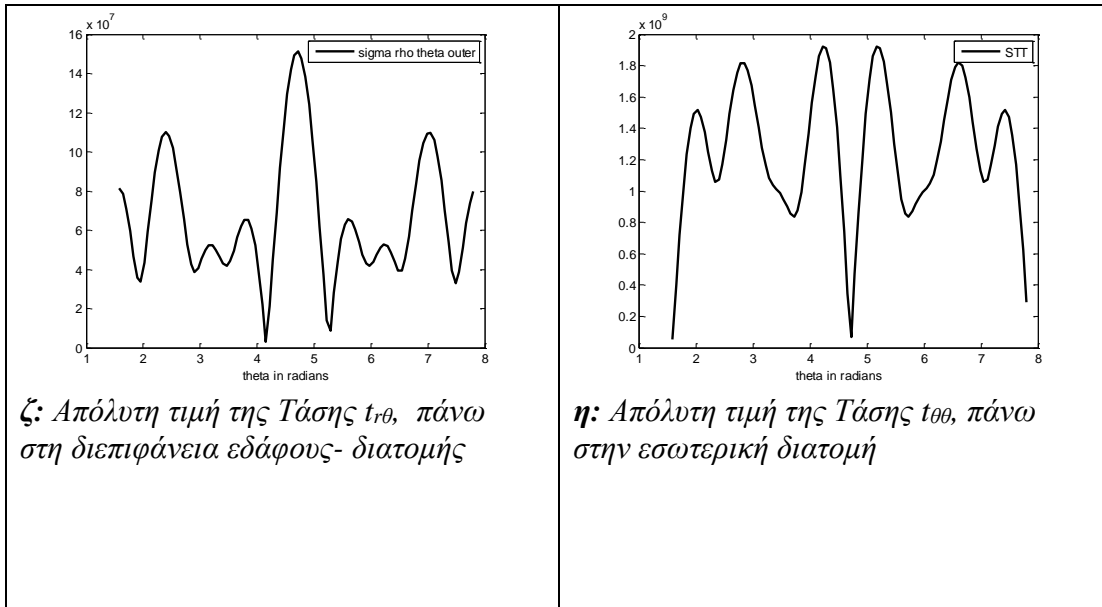 x 10^7
sigma rho theta outer
16
14
12
10
8
6
4
2
0
1 2 3 4 5 6 7 8
theta in radians
ζ: Απόλυτη τιμή της Τάσης t_rθ, πάνω
στη διεπιφάνεια εδάφους- διατομής
x 10^9
STT
2
1.8
1.6
1.4
1.2
1
0.8
0.6
0.4
0.2
0
1 2 3 4 5 6 7 8
theta in radians
η: Απόλυτη τιμή της Τάσης t_θθ, πάνω
στην εσωτερική διατομή